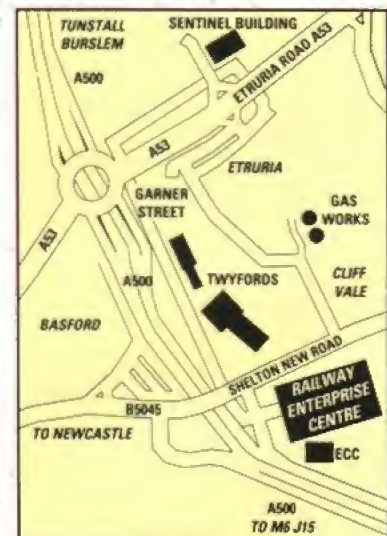 TUNSTALL
BURSLEM
SENTINEL BUILDING
A500
ETRURIA ROAD A53
A53
ETRURIA
GARNER
STREET
GAS
WORKS
A53
A500
TWYFORDS
CLIFF
VALE
BASFORD
SHELTON NEW ROAD
RAILWAY
ENTERPRISE
CENTRE
B5045
TO NEWCASTLE
ECC
A500
TO M6 J15